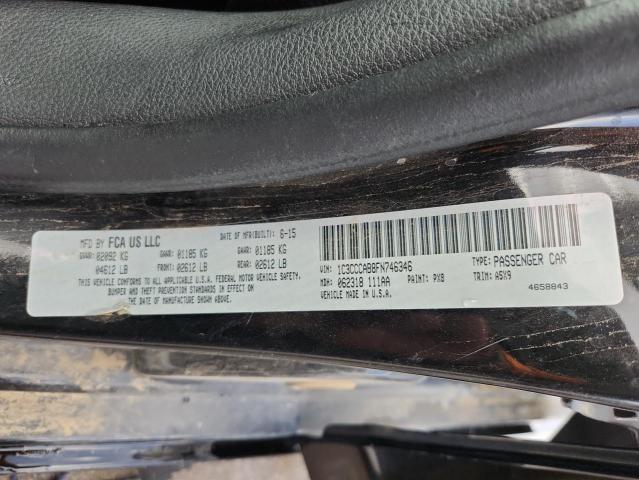 MFD BY FCA US LLC DATE OF MFR(BUILT): 6-15
GVWR: 02092 KG GAWR: 01185 KG GAWR: 01185 KG
04612 LB FRONT: 02612 LB REAR: 02612 LB
THIS VEHICLE CONFORMS TO ALL APPLICABLE U.S.A. FEDERAL MOTOR VEHICLE SAFETY,
BUMPER AND THEFT PREVENTION STANDARDS IN EFFECT ON
THE DATE OF MANUFACTURE SHOWN ABOVE.
VIN: 1C3CCCAB8FN746346 TYPE: PASSENGER CAR
MDH: 062318 111AA PAINT: PX8 TRIM: A5X9
VEHICLE MADE IN U.S.A. 4658843